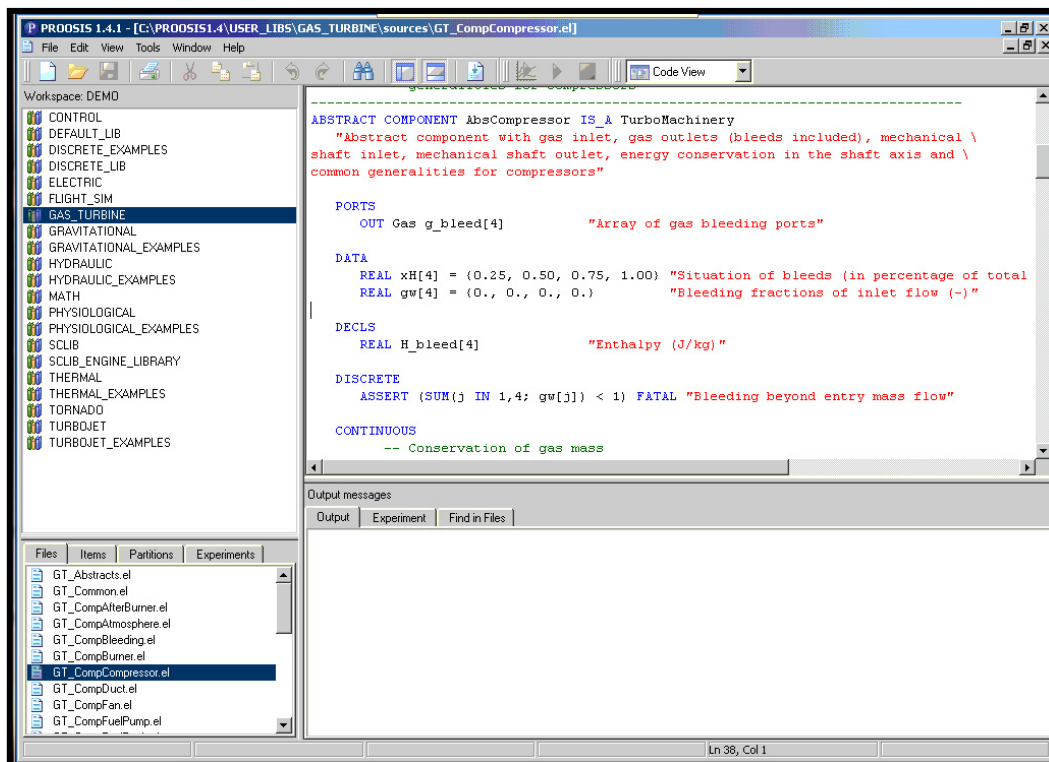 PROOSIS 1.4.1 - [C:\PROOSIS1.4\USER_LIBS\GAS_TURBINE\sources\GT_CompCompressor.el]
File Edit View Tools Window Help
Code View
Workspace: DEMO
CONTROL
DEFAULT_LIB
DISCRETE_EXAMPLES
DISCRETE_LIB
ELECTRIC
FLIGHT_SIM
GAS_TURBINE
GRAVITATIONAL
GRAVITATIONAL_EXAMPLES
HYDRAULIC
HYDRAULIC_EXAMPLES
MATH
PHYSIOLOGICAL
PHYSIOLOGICAL_EXAMPLES
SCLIB
SCLIB_ENGINE_LIBRARY
THERMAL
THERMAL_EXAMPLES
TORNADO
TURBOJET
TURBOJET_EXAMPLES
Files Items Partitions Experiments
GT_Abstracts.el
GT_Common.el
GT_CompAfterBurner.el
GT_CompAtmosphere.el
GT_CompBleeding.el
GT_CompBurner.el
GT_CompCompressor.el
GT_CompDuct.el
GT_CompFan.el
GT_CompFuelPump.el
generalities for compressors
--------------------------------------------------------------------------------
ABSTRACT COMPONENT AbsCompressor IS_A TurboMachinery
"Abstract component with gas inlet, gas outlets (bleeds included), mechanical \
shaft inlet, mechanical shaft outlet, energy conservation in the shaft axis and \
common generalities for compressors"
PORTS
OUT Gas g_bleed[4] "Array of gas bleeding ports"
DATA
REAL xH[4] = {0.25, 0.50, 0.75, 1.00} "Situation of bleeds (in percentage of total
REAL gw[4] = {0., 0., 0., 0.} "Bleeding fractions of inlet flow (-)"
DECLS
REAL H_bleed[4] "Enthalpy (J/kg)"
DISCRETE
ASSERT (SUM(j IN 1,4; gw[j]) < 1) FATAL "Bleeding beyond entry mass flow"
CONTINUOUS
-- Conservation of gas mass
Output messages
Output Experiment Find in Files
Ln 38, Col 1